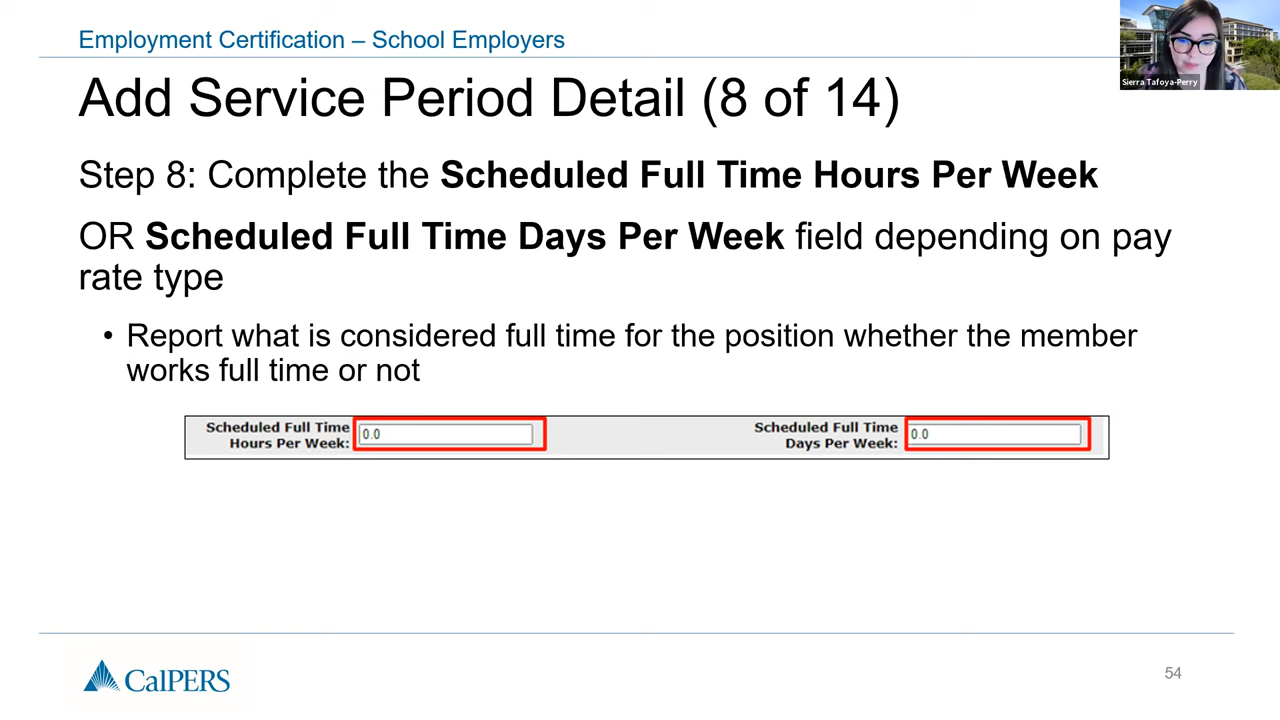 Employment Certification – School Employers
Sierra Tafoya-Perry
Add Service Period Detail (8 of 14)
Step 8: Complete the Scheduled Full Time Hours Per Week
OR Scheduled Full Time Days Per Week field depending on pay
rate type
• Report what is considered full time for the position whether the member
works full time or not
Scheduled Full Time
Hours Per Week:
0.0
Scheduled Full Time
Days Per Week:
0.0
CalPERS
54